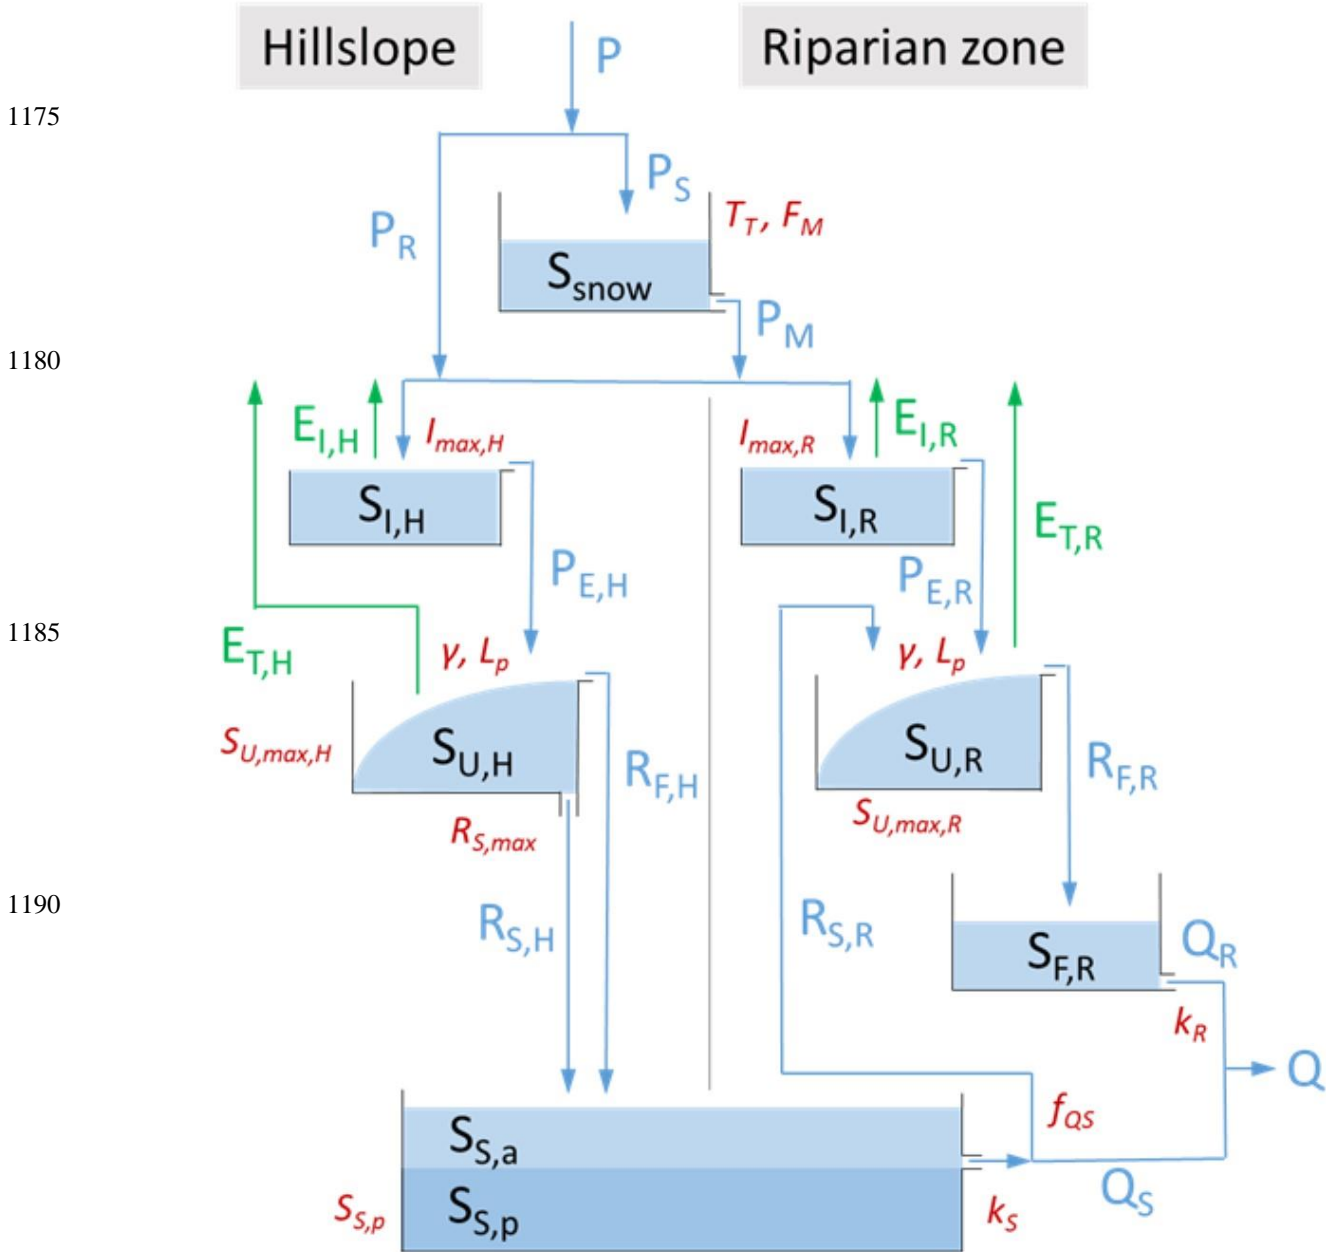 Hillslope
Riparian zone
P
1175
P_S
P_R
T_T, F_M
S_snow
P_M
1180
E_I,H
I_max,H
I_max,R
E_I,R
S_I,H
S_I,R
E_T,R
P_E,H
P_E,R
1185
E_T,H
γ, L_p
γ, L_p
S_U,max,H
S_U,H
R_F,H
S_U,R
R_F,R
S_U,max,R
R_S,max
1190
R_S,H
R_S,R
S_F,R
Q_R
k_R
Q
S_S,a
f_QS
S_S,p
S_S,p
k_S
Q_S